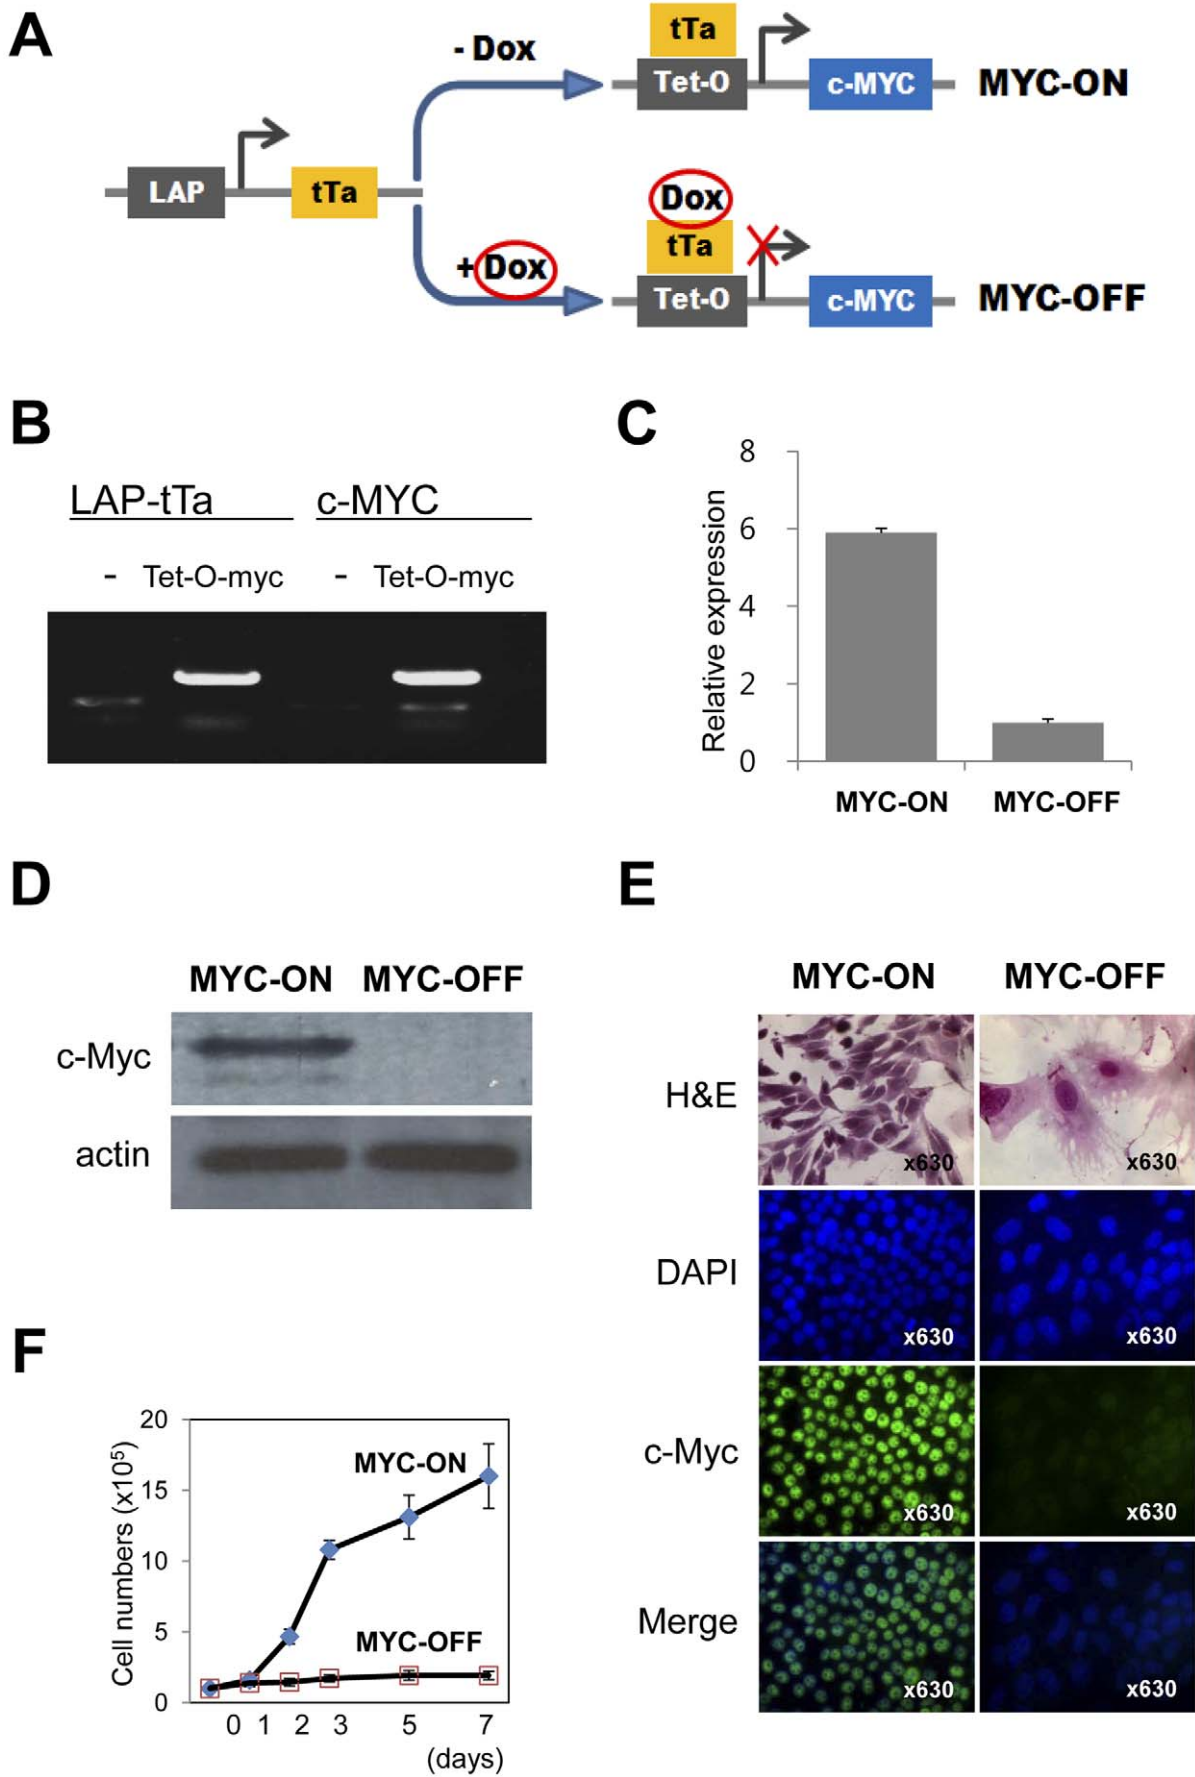 A
- Dox
tTa
Tet-O
c-MYC
MYC-ON
LAP
tTa
+ Dox
Dox
tTa
Tet-O
c-MYC
MYC-OFF
B
LAP-tTa c-MYC
- Tet-O-myc - Tet-O-myc
C
Relative expression
8
6
4
2
0
MYC-ON MYC-OFF
D
MYC-ON MYC-OFF
c-Myc
actin
E
MYC-ON MYC-OFF
H&E
x630 x630
DAPI
x630 x630
c-Myc
x630 x630
Merge
x630 x630
F
Cell numbers (x10⁵)
20
15
10
5
0
MYC-ON
MYC-OFF
0 1 2 3 5 7
(days)